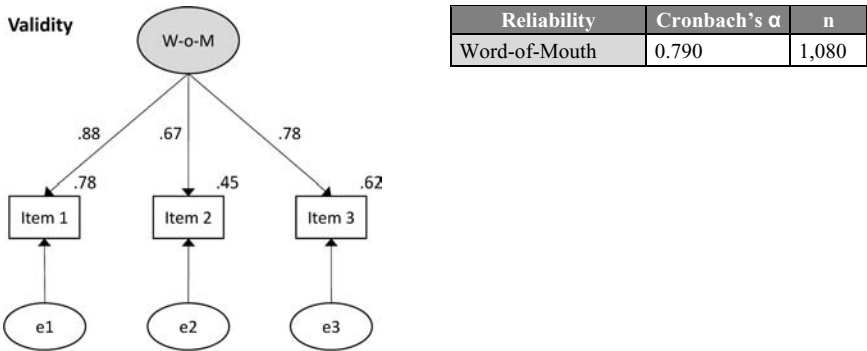 Validity
W-o-M
.88
.67
.78
.78
.45
.62
Item 1
Item 2
Item 3
e1
e2
e3
Reliability Cronbach's α n
Word-of-Mouth 0.790 1,080